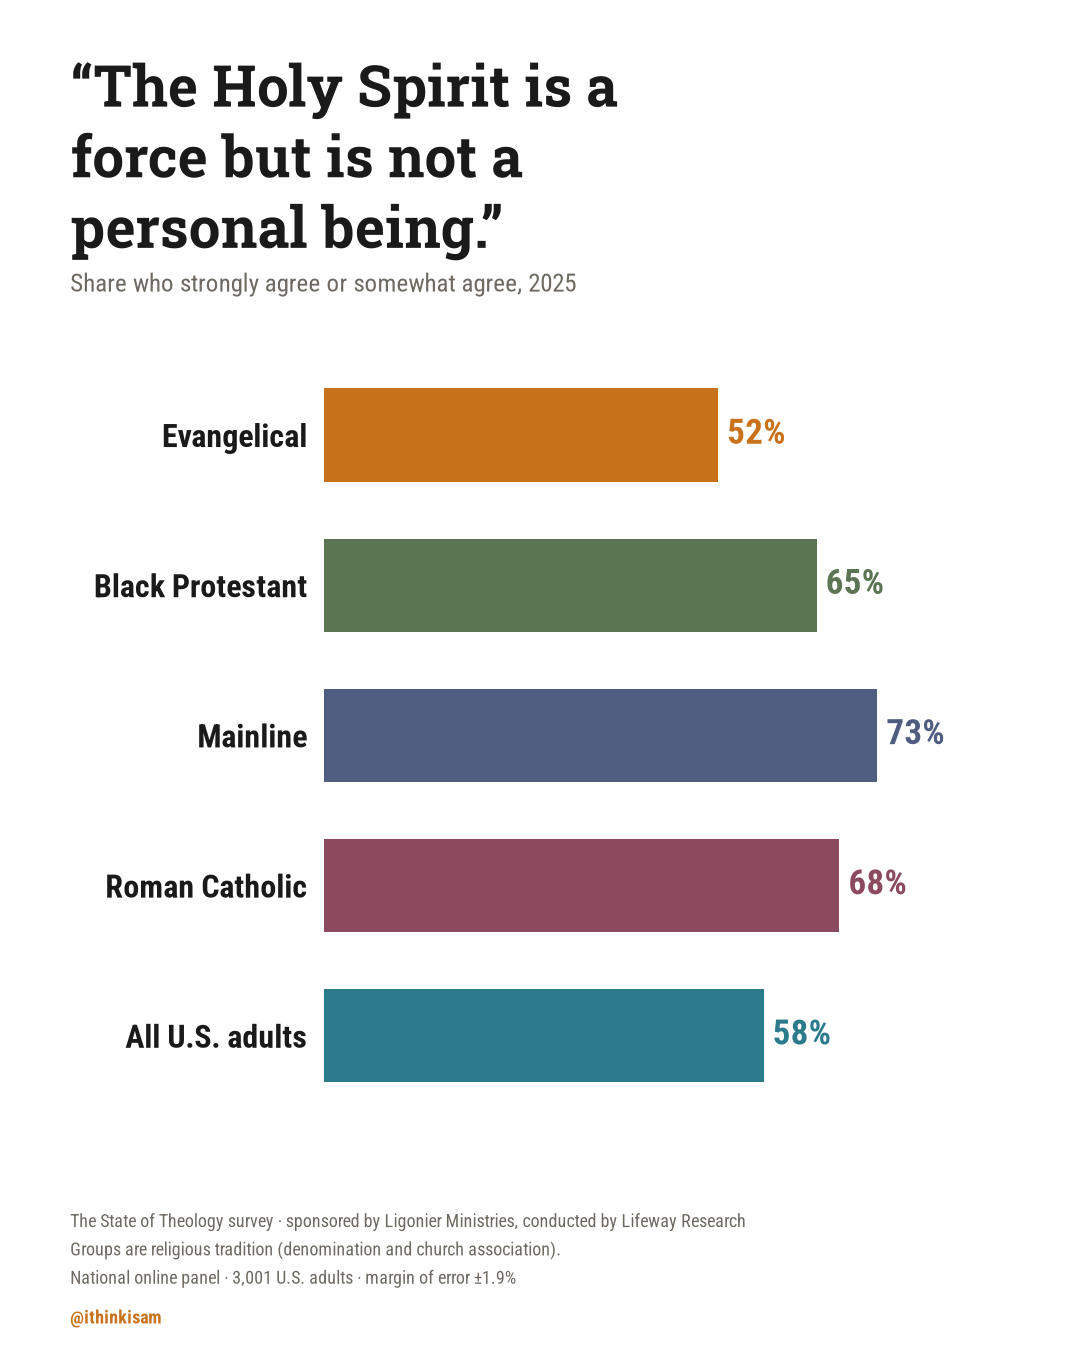 “The Holy Spirit is a
force but is not a
personal being.”
Share who strongly agree or somewhat agree, 2025
Evangelical 52%
Black Protestant 65%
Mainline 73%
Roman Catholic 68%
All U.S. adults 58%
The State of Theology survey · sponsored by Ligonier Ministries, conducted by Lifeway Research
Groups are religious tradition (denomination and church association).
National online panel · 3,001 U.S. adults · margin of error ±1.9%
@ithinkisam